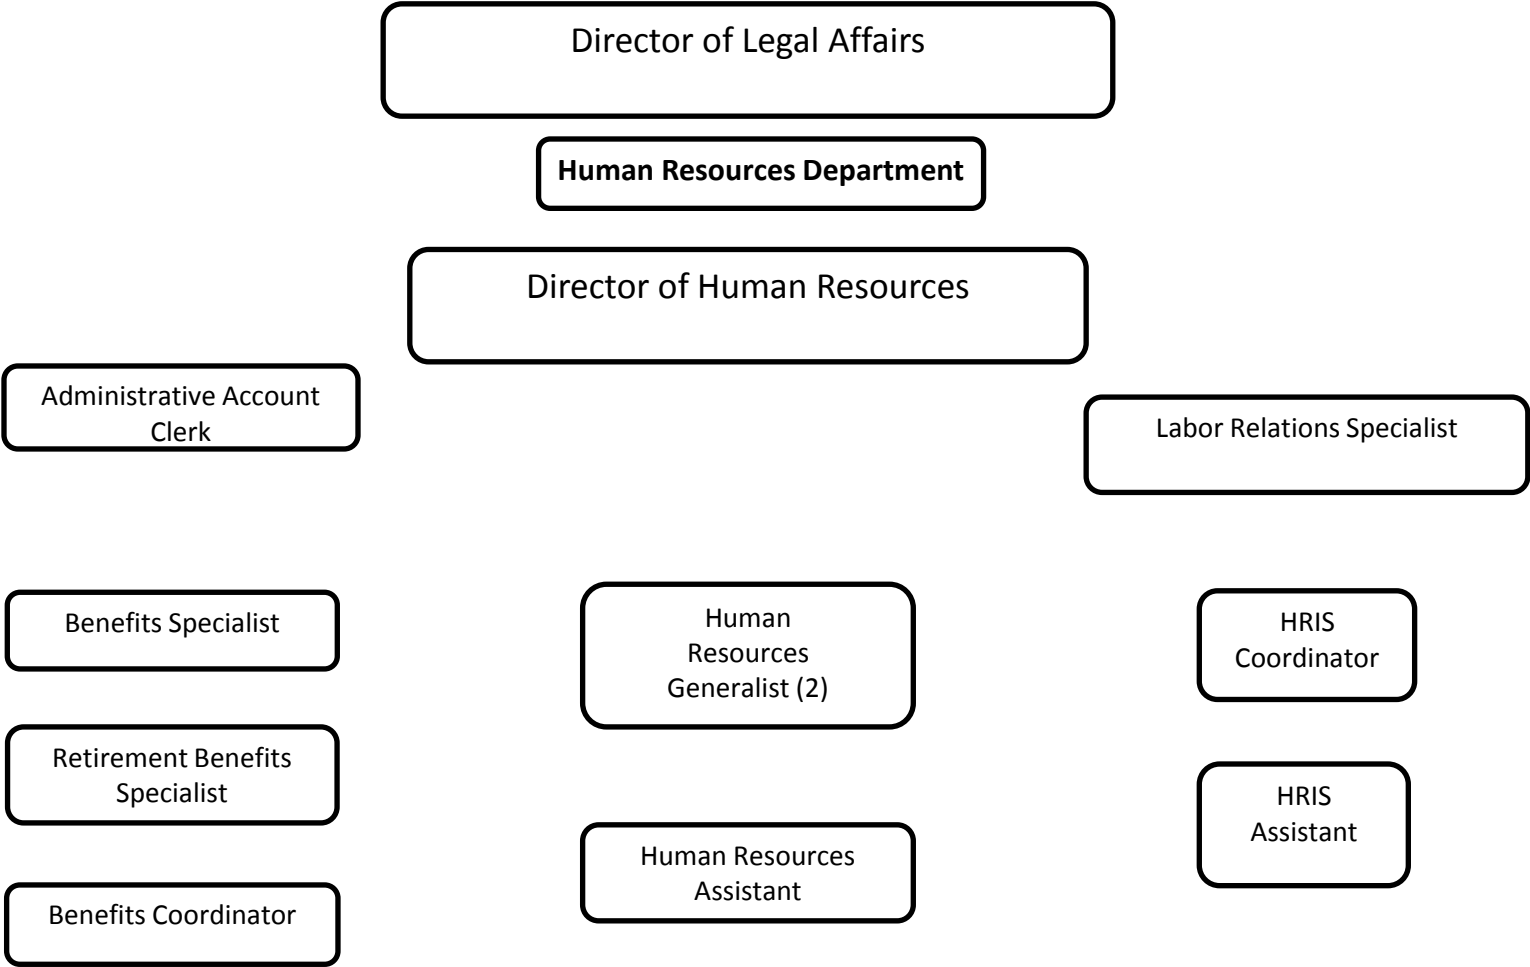 Director of Legal Affairs
Human Resources Department
Director of Human Resources
Administrative Account
Clerk
Labor Relations Specialist
Benefits Specialist
Human
Resources
Generalist (2)
HRIS
Coordinator
Retirement Benefits
Specialist
HRIS
Assistant
Human Resources
Assistant
Benefits Coordinator